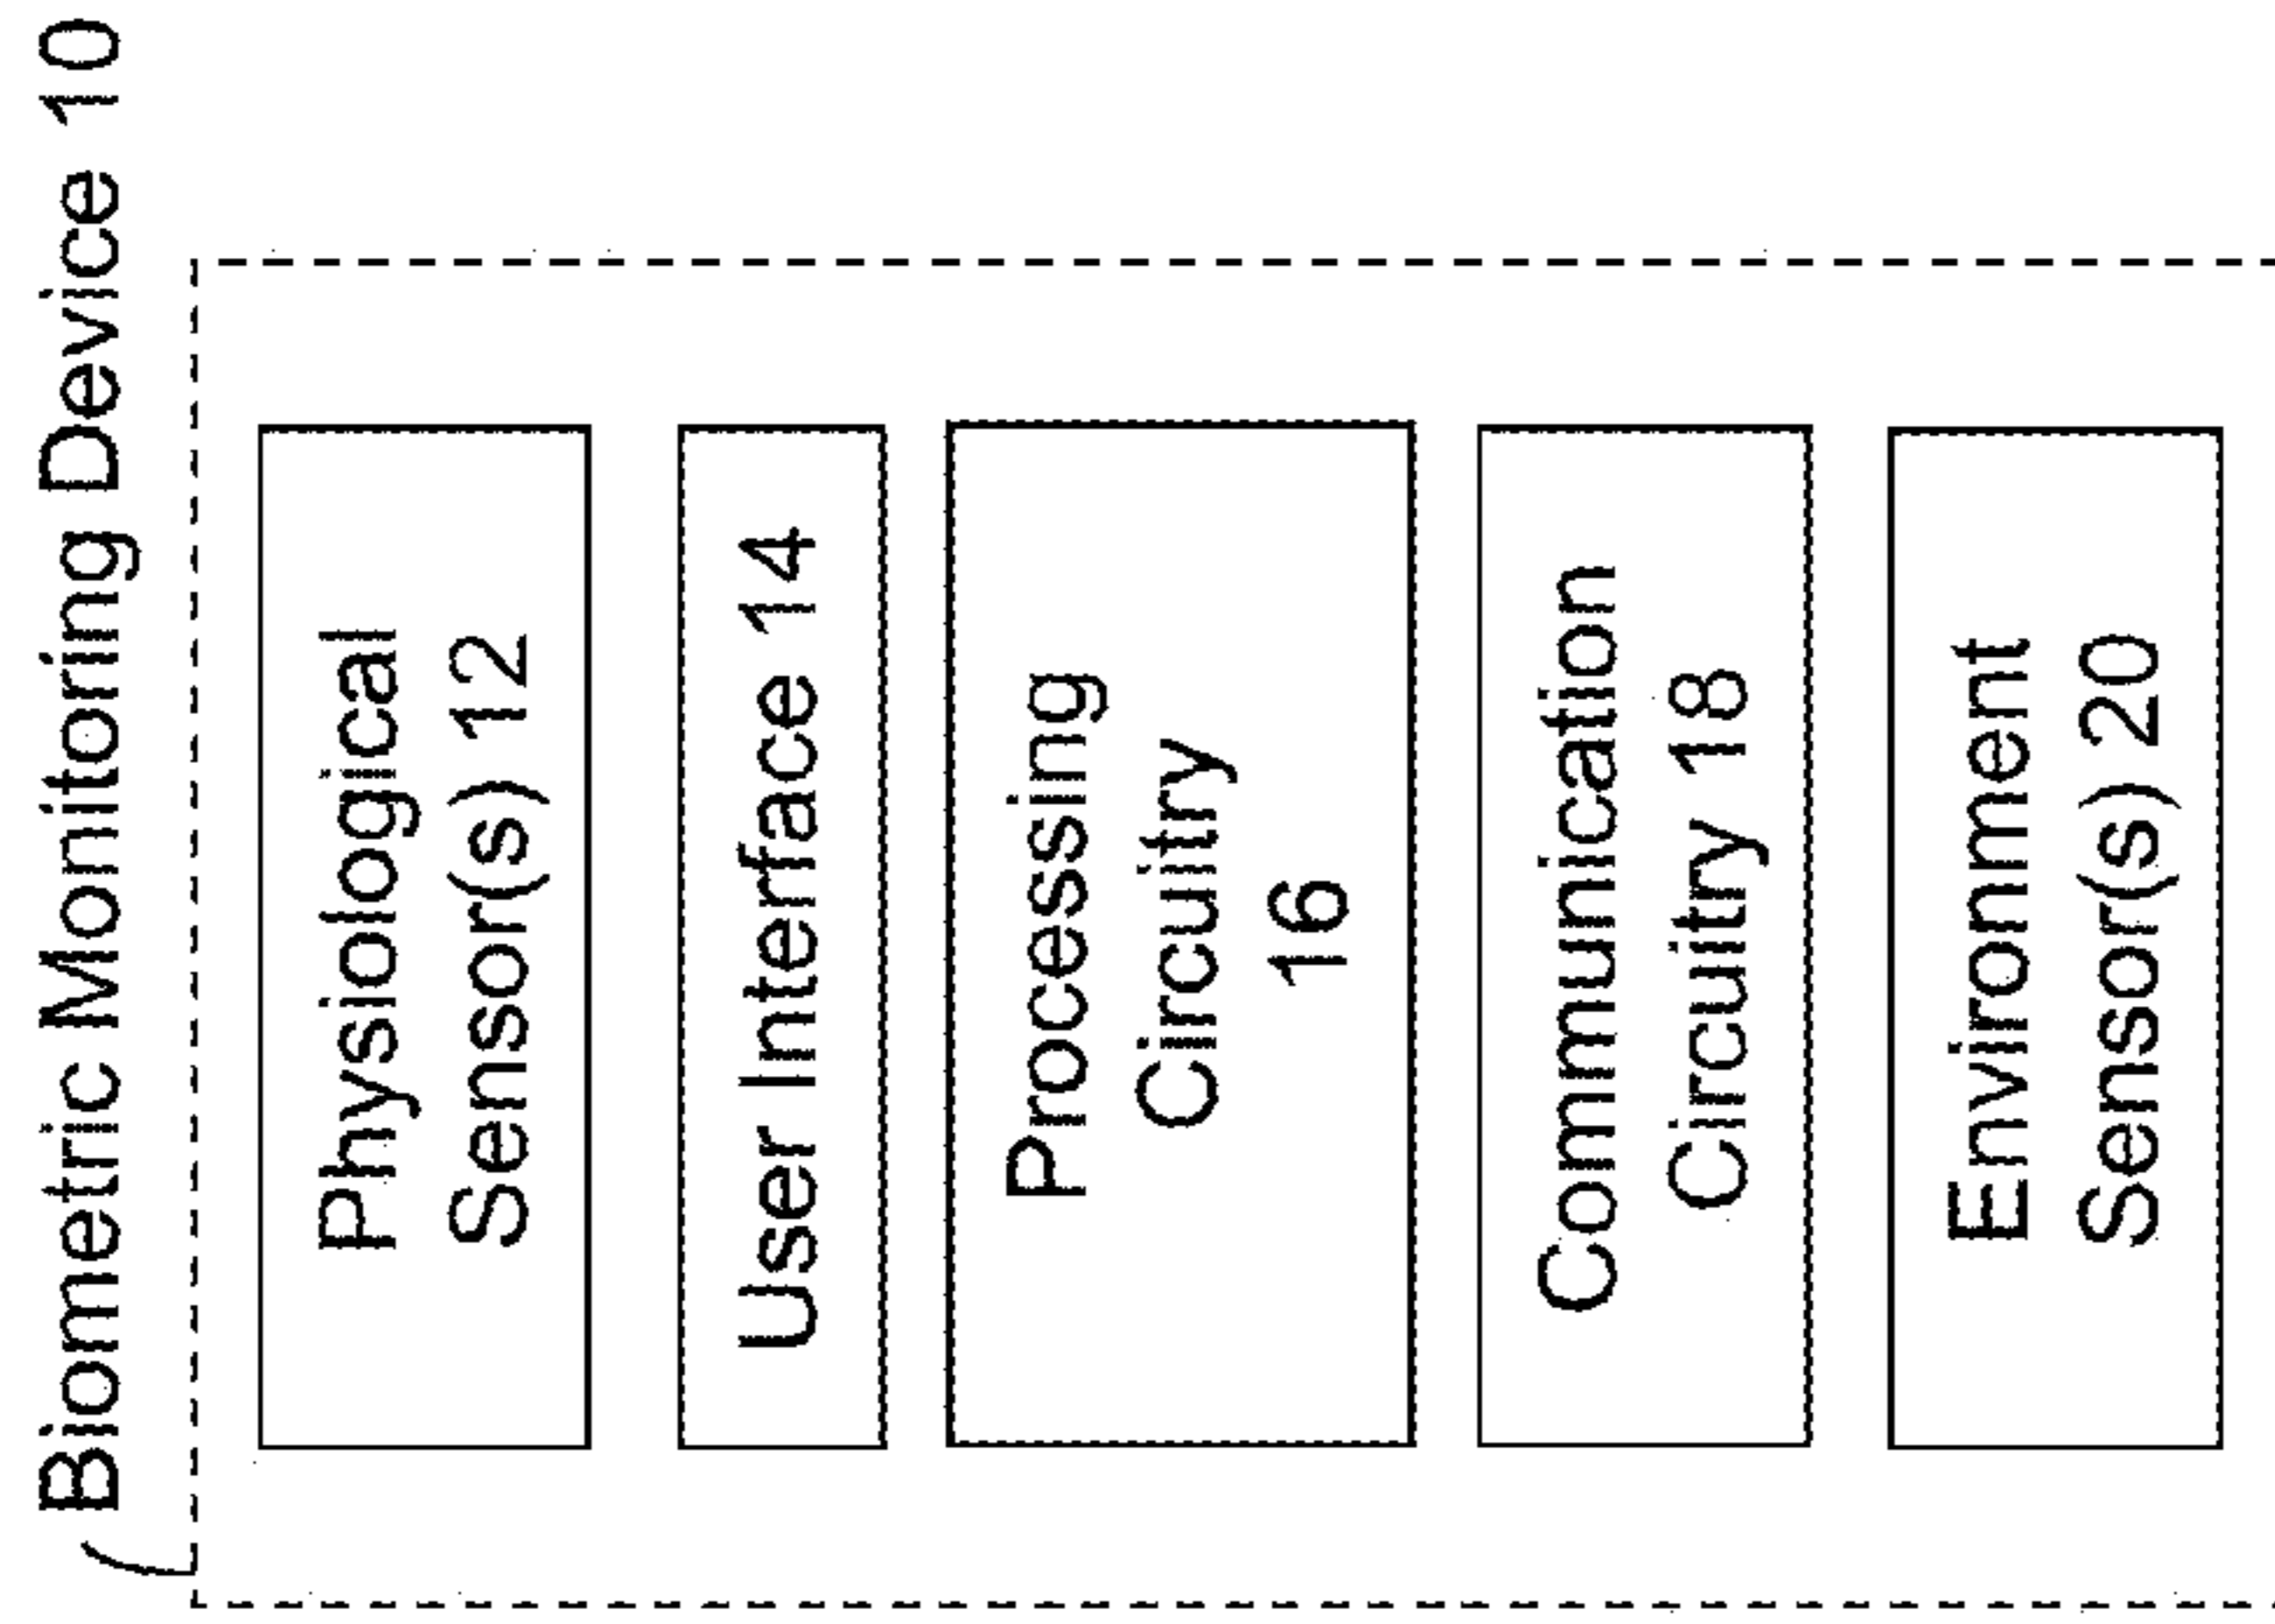 Biometric Monitoring Device 10
Physiological
Sensor(s) 12
User Interface 14
Processing
Circuitry
16
Communication
Circuitry 18
Environment
Sensor(s) 20